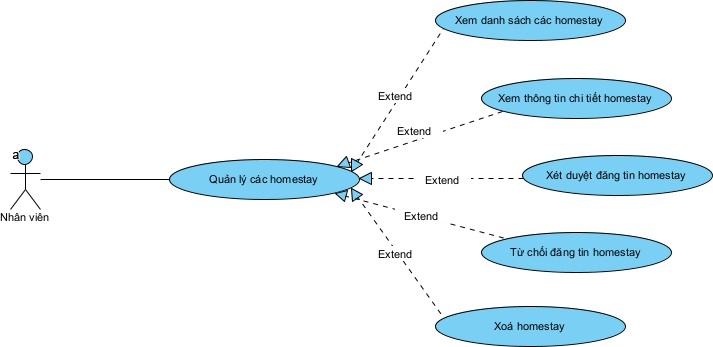 Xem danh sách các homestay
Extend
Xem thông tin chi tiết homestay
Extend
a
Nhân viên
Quản lý các homestay
Extend
Xét duyệt đăng tin homestay
Extend
Từ chối đăng tin homestay
Extend
Xoá homestay